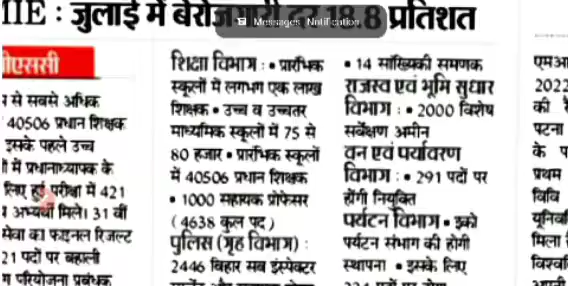 IIE : जुलाई में बेरोजगारी दर 18.8 प्रतिशत
Messages Notification
पीएससी
से सबसे अधिक
40506 प्रधान शिक्षक
इसके पहले उच्च
में प्रधानाध्यापक के
लिए हुई परीक्षा में 421
अभ्यर्थी मिले। 31 वीं
सेवा का फाइनल रिजल्ट
21 पदों पर बहाली
परियोजना प्रबंधक
शिक्षा विभाग : • प्रारंभिक
स्कूलों में लगभग एक लाख
शिक्षक • उच्च व उच्चतर
माध्यमिक स्कूलों में 75 से
80 हजार • प्रारंभिक स्कूलों
में 40506 प्रधान शिक्षक
• 1000 सहायक प्रोफेसर
(4638 कुल पद)
पुलिस (गृह विभाग) :
2446 बिहार सब इंस्पेक्टर
• 14 सांख्यिकी समणक
राजस्व एवं भूमि सुधार
विभाग : • 2000 विशेष
सर्वेक्षण अमीन
वन एवं पर्यावरण
विभाग : • 291 पदों पर
होंगी नियुक्ति
पर्यटन विभाग • इको
पर्यटन संभाग की होगी
स्थापना • इसके लिए
एमआ
2022
की
पटना
के प
प्रथम
विवि
यूनिव
मिला
विश्ववि